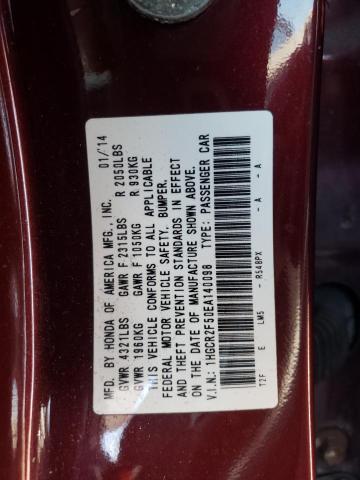 MFD. BY HONDA OF AMERICA MFG., INC. 01/14
GVWR 4321LBS GAWR F 2315LBS R 2050LBS
GVWR 1960KG GAWR F 1050KG R 930KG
THIS VEHICLE CONFORMS TO ALL APPLICABLE
FEDERAL MOTOR VEHICLE SAFETY, BUMPER,
AND THEFT PREVENTION STANDARDS IN EFFECT
ON THE DATE OF MANUFACTURE SHOWN ABOVE.
V.I.N.:1HGCR2F50EA140098 TYPE: PASSENGER CAR
T2F E LM5 - R548PX - A - A